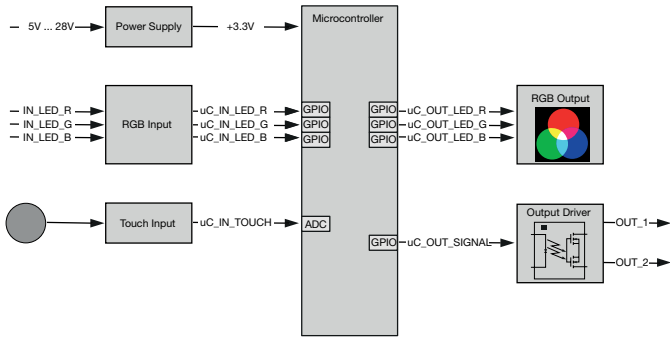 5V ... 28V
Power Supply
+3.3V
Microcontroller
IN_LED_R
IN_LED_G
IN_LED_B
RGB Input
uC_IN_LED_R
uC_IN_LED_G
uC_IN_LED_B
GPIO
GPIO
GPIO
GPIO
GPIO
GPIO
uC_OUT_LED_R
uC_OUT_LED_G
uC_OUT_LED_B
RGB Output
Touch Input
uC_IN_TOUCH
ADC
GPIO
uC_OUT_SIGNAL
Output Driver
OUT_1
OUT_2